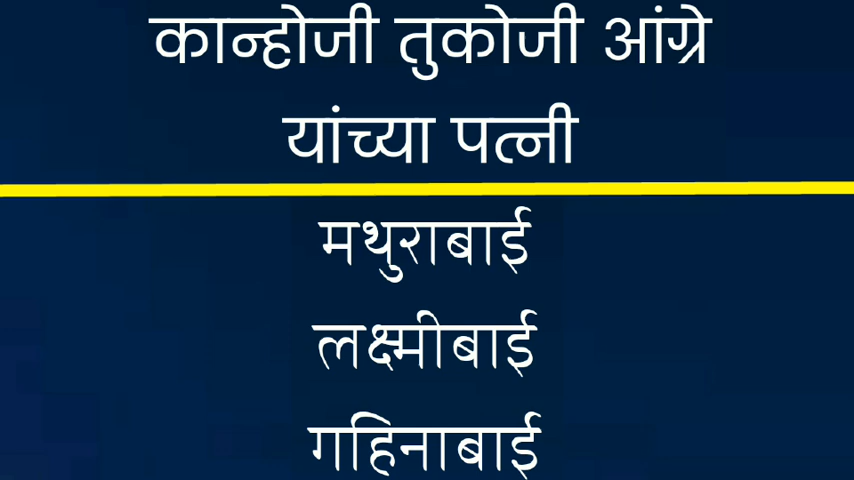 कान्होजी तुकोजी आंग्रे
यांच्या पत्नी
मथुराबाई
लक्ष्मीबाई
गहिनाबाई